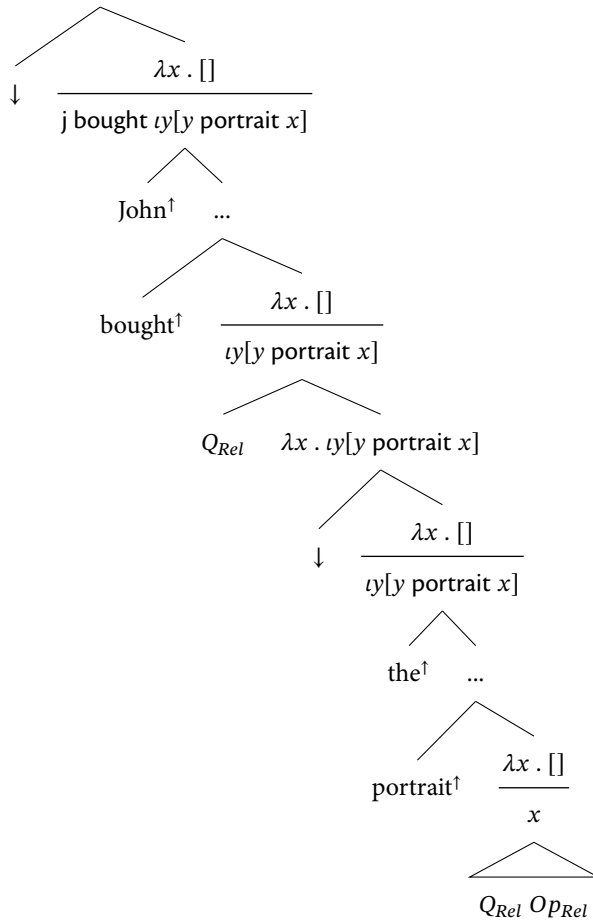 λx . []
↓
j bought ιy[y portrait x]
John↑ ...
λx . []
bought↑
ιy[y portrait x]
Q_Rel λx . ιy[y portrait x]
λx . []
↓
ιy[y portrait x]
the↑ ...
λx . []
portrait↑
x
Q_Rel Op_Rel